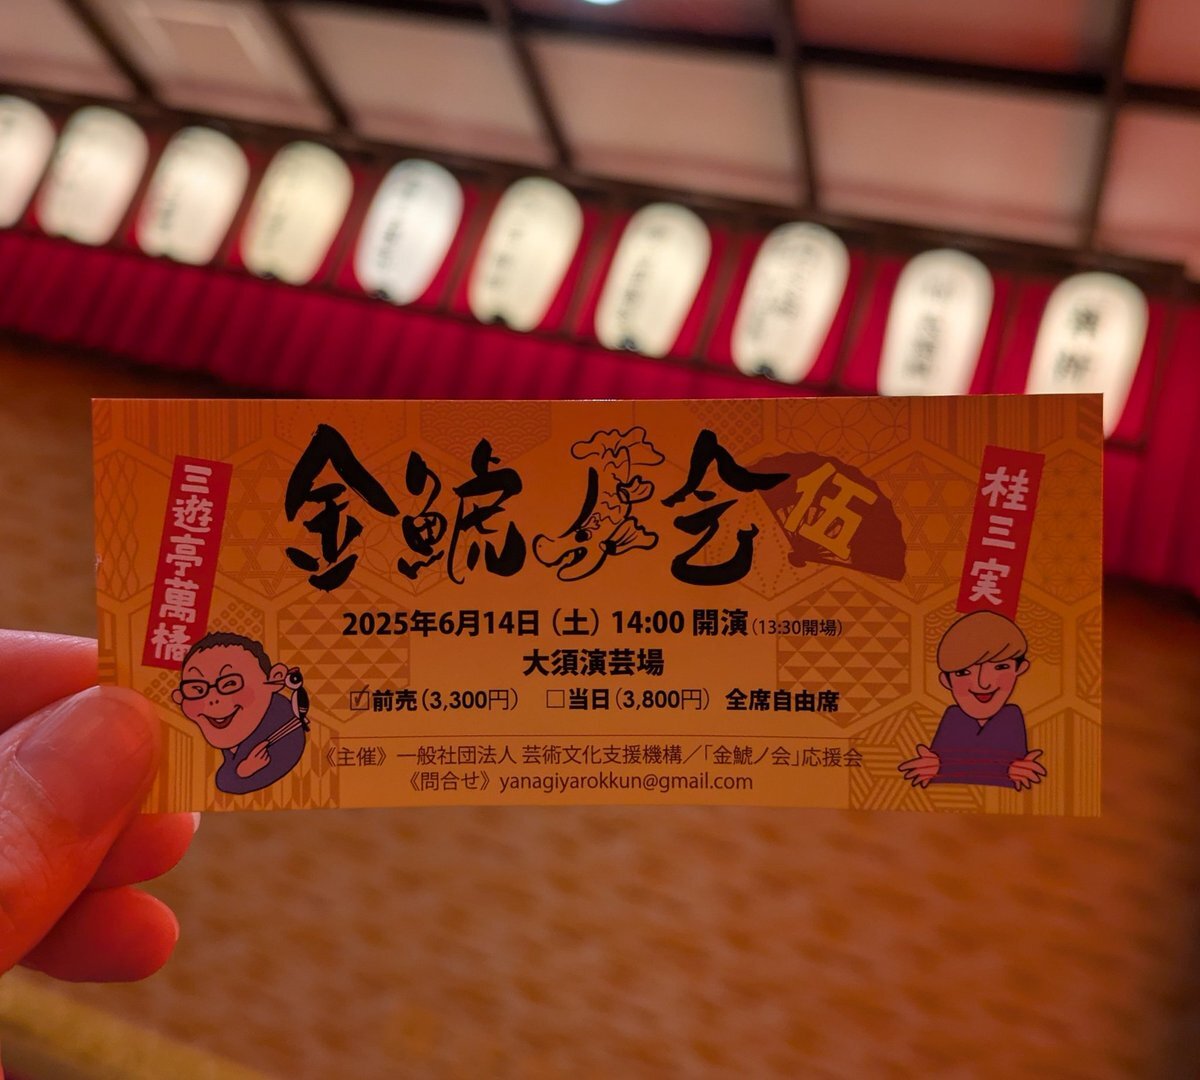 三遊亭萬橘
金鯱ノ会
伍
桂三実
2025年6月14日（土）14:00 開演（13:30開場）
大須演芸場
☑前売（3,300円） □当日（3,800円） 全席自由席
《主催》一般社団法人 芸術文化支援機構／「金鯱ノ会」応援会
《問合せ》yanagiyarokkun@gmail.com